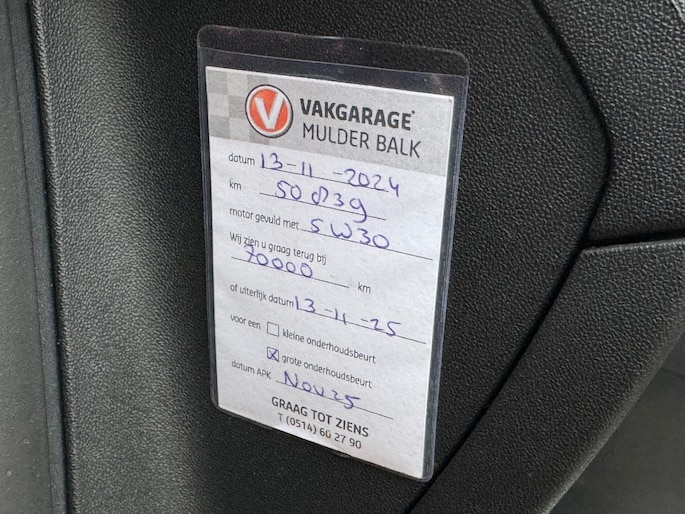 V VAKGARAGE
MULDER BALK
datum 13-11-2024
km 50 839
motor gevuld met 5W30
Wij zien u graag terug bij
70000 km
of uiterlijk datum 13-11-25
voor een kleine onderhoudsbeurt
X grote onderhoudsbeurt
datum APK Nov 25
GRAAG TOT ZIENS
T (0514) 60 27 90